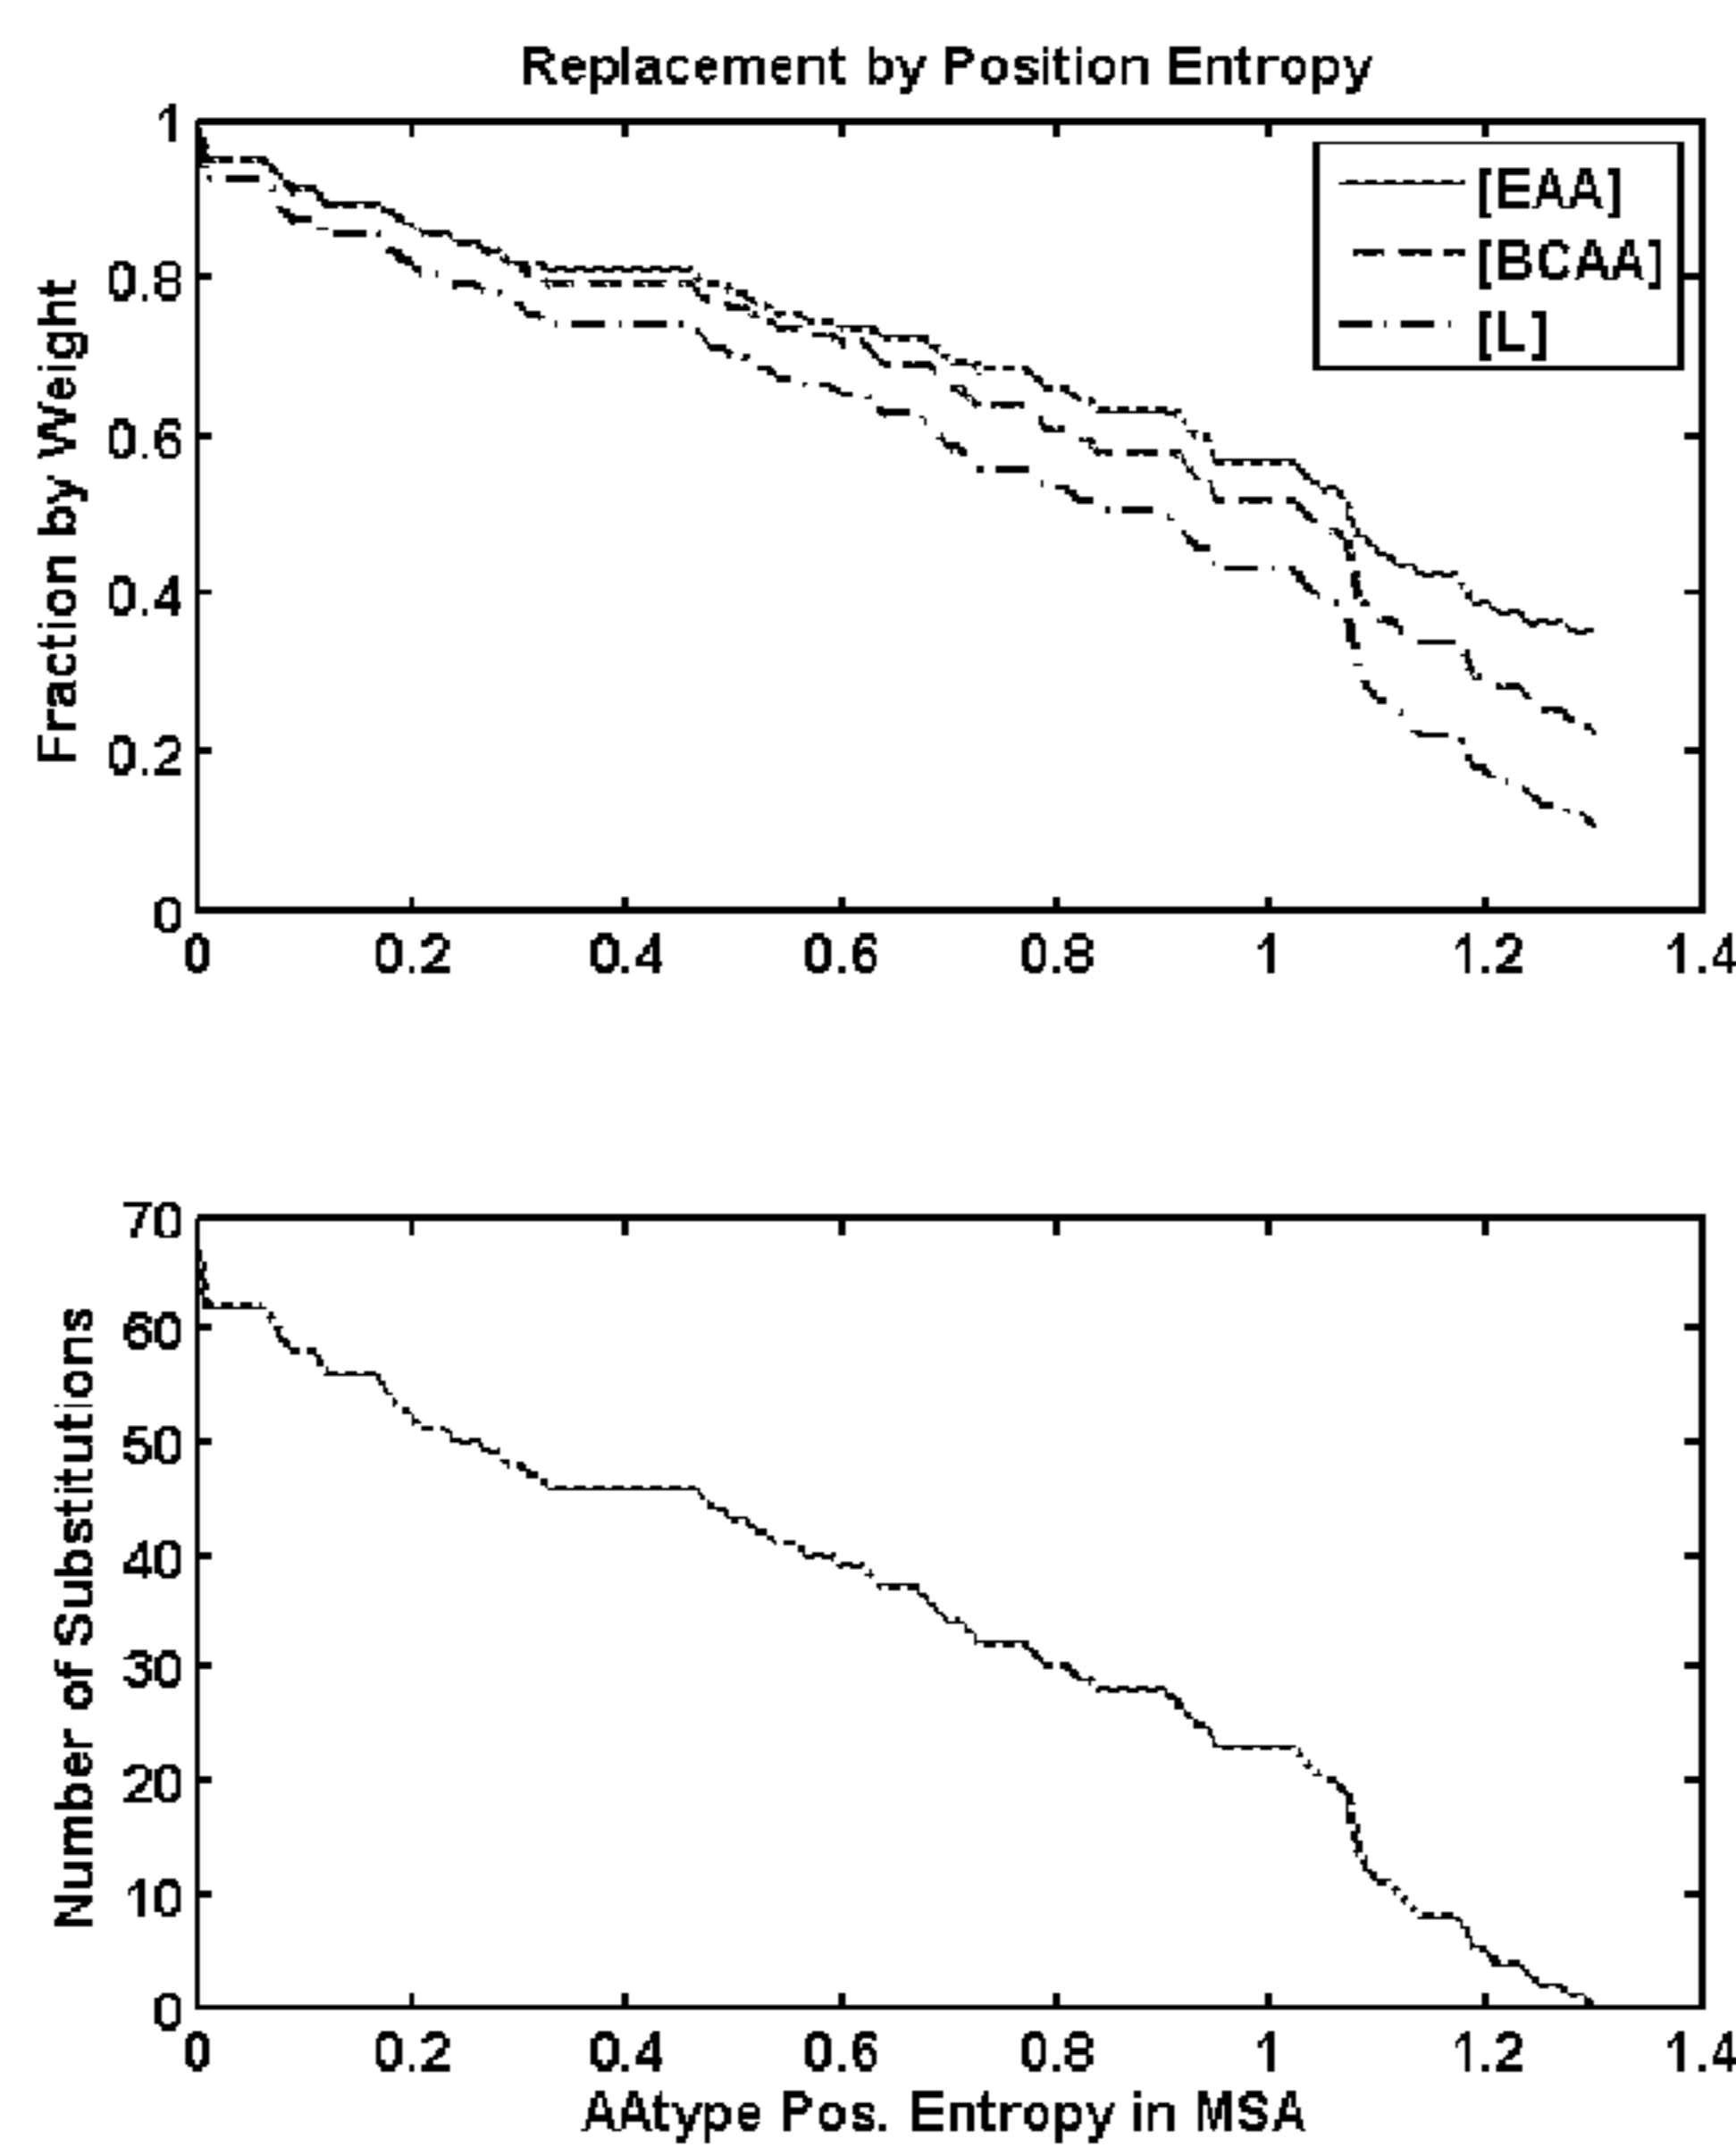 Replacement by Position Entropy
Fraction by Weight
1
0.8
0.6
0.4
0.2
0
0 0.2 0.4 0.6 0.8 1 1.2 1.4
[EAA]
[BCAA]
[L]
Number of Substitutions
70
60
50
40
30
20
10
0
0 0.2 0.4 0.6 0.8 1 1.2 1.4
AAtype Pos. Entropy in MSA